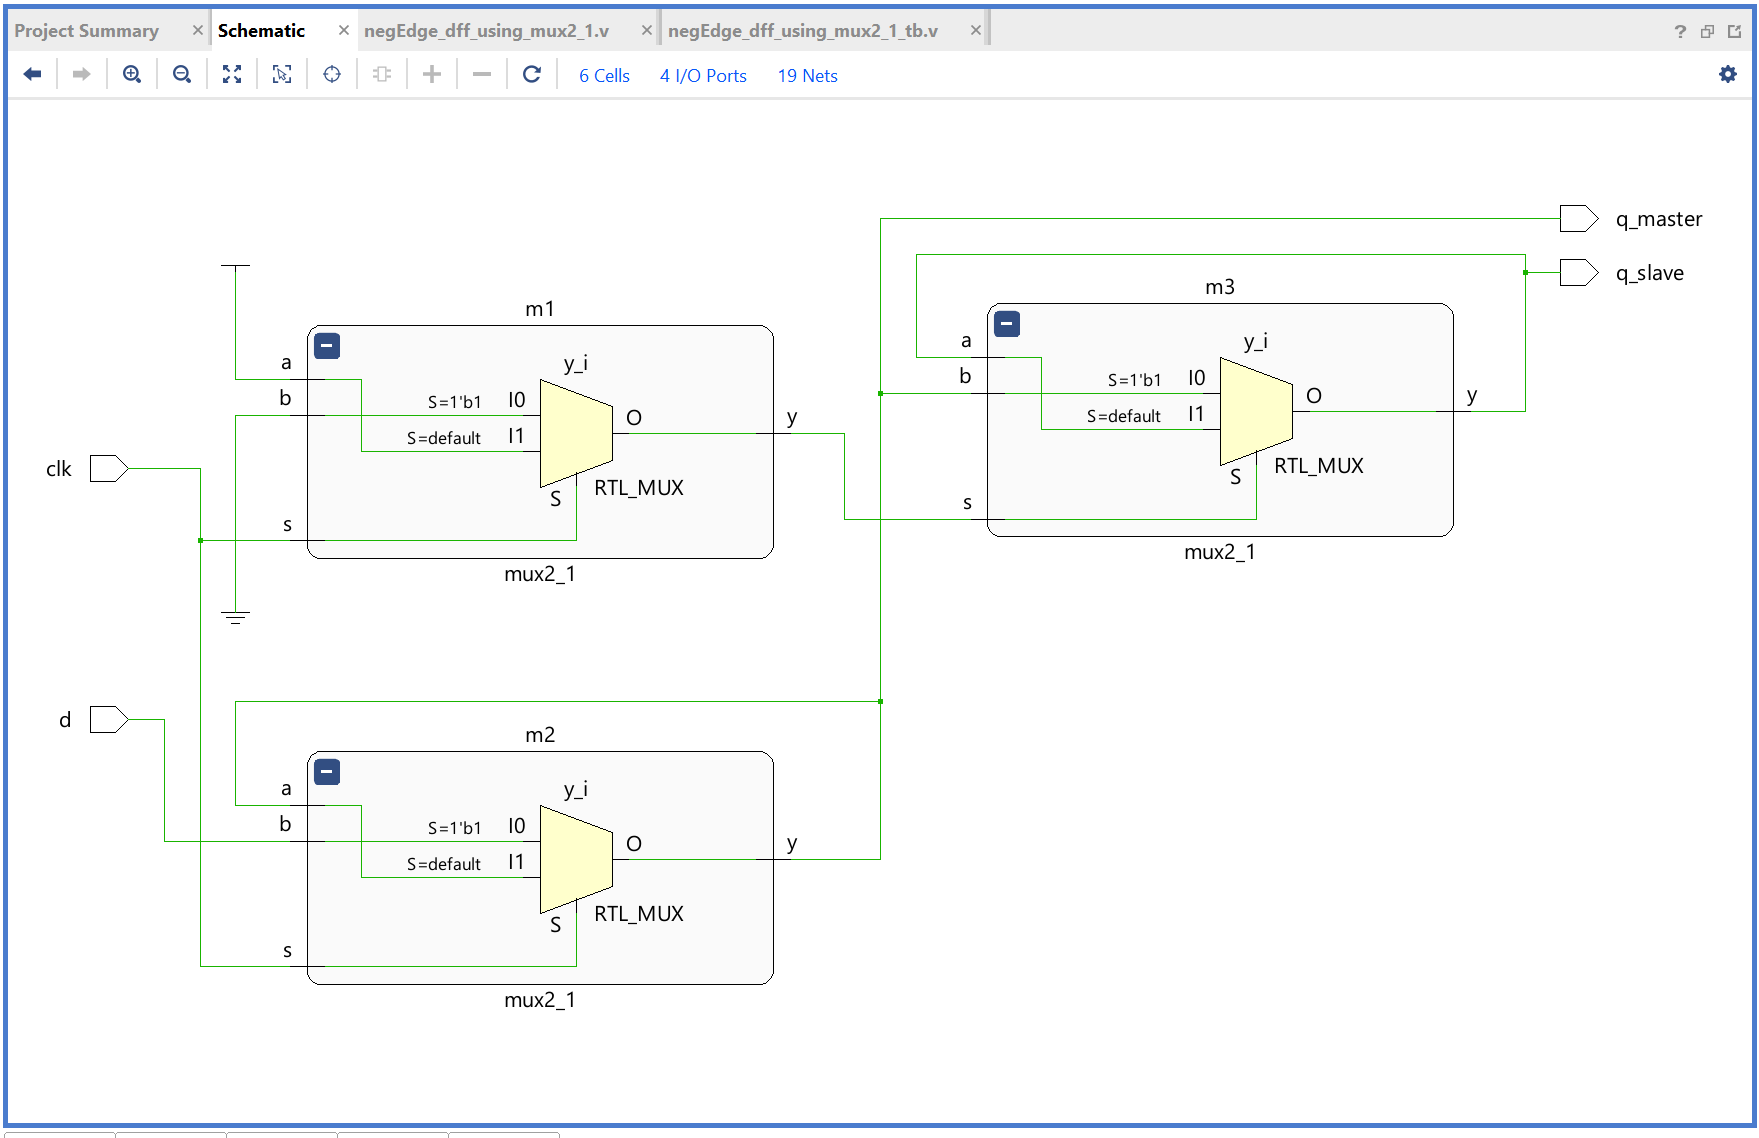 Project Summary × Schematic × negEdge_dff_using_mux2_1.v × negEdge_dff_using_mux2_1_tb.v × ?
6 Cells 4 I/O Ports 19 Nets
q_master
q_slave
m1
a
b
s
y_i
S=1'b1 I0
S=default I1
O
S
RTL_MUX
y
mux2_1
clk
d
m2
a
b
s
y_i
S=1'b1 I0
S=default I1
O
S
RTL_MUX
y
mux2_1
m3
a
b
s
y_i
S=1'b1 I0
S=default I1
O
S
RTL_MUX
y
mux2_1